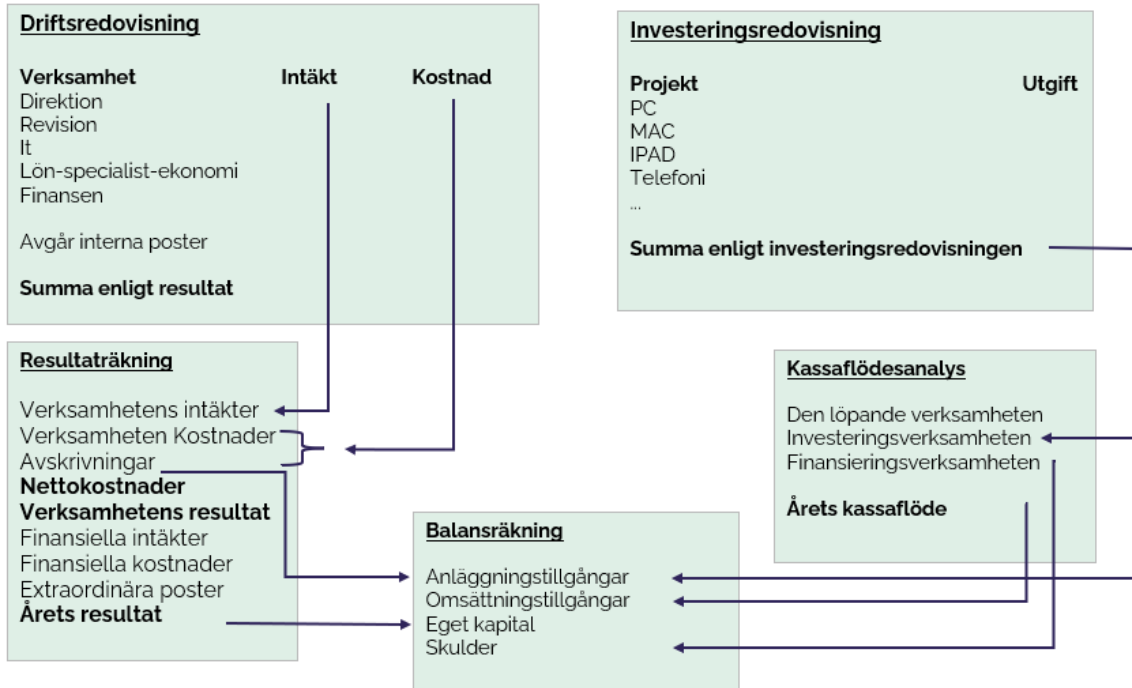 Driftsredovisning
Verksamhet Intäkt Kostnad
Direktion
Revision
It
Lön-specialist-ekonomi
Finansen
Avgår interna poster
Summa enligt resultat
Investeringsredovisning
Projekt Utgift
PC
MAC
IPAD
Telefoni
...
Summa enligt investeringsredovisningen
Resultaträkning
Verksamhetens intäkter
Verksamheten Kostnader
Avskrivningar
Nettokostnader
Verksamhetens resultat
Finansiella intäkter
Finansiella kostnader
Extraordinära poster
Årets resultat
Kassaflödesanalys
Den löpande verksamheten
Investeringsverksamheten
Finansieringsverksamheten
Årets kassaflöde
Balansräkning
Anläggningstillgångar
Omsättningstillgångar
Eget kapital
Skulder